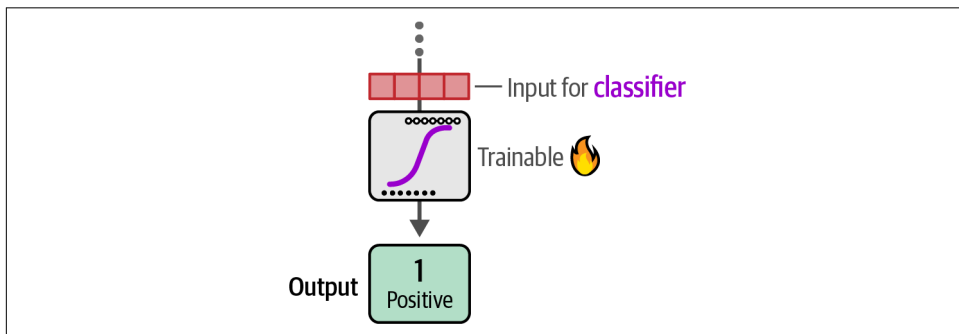 Input for classifier
Trainable
Output
1
Positive